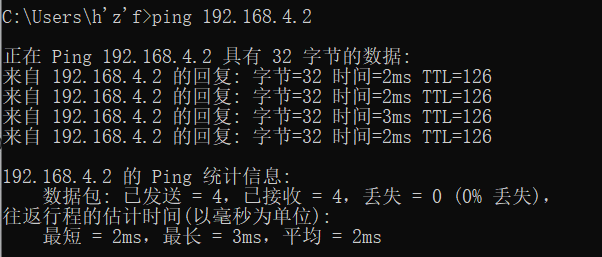 C:\Users\h'z'f>ping 192.168.4.2
正在 Ping 192.168.4.2 具有 32 字节的数据:
来自 192.168.4.2 的回复: 字节=32 时间=2ms TTL=126
来自 192.168.4.2 的回复: 字节=32 时间=2ms TTL=126
来自 192.168.4.2 的回复: 字节=32 时间=3ms TTL=126
来自 192.168.4.2 的回复: 字节=32 时间=2ms TTL=126
192.168.4.2 的 Ping 统计信息:
数据包: 已发送 = 4，已接收 = 4，丢失 = 0 (0% 丢失)，
往返行程的估计时间(以毫秒为单位):
最短 = 2ms，最长 = 3ms，平均 = 2ms